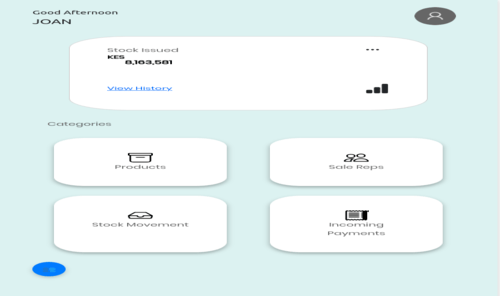 Good Afternoon
JOAN
Stock Issued
KES
8,163,581
View History
Categories
Products
Sale Reps
Stock Movement
Incoming
Payments